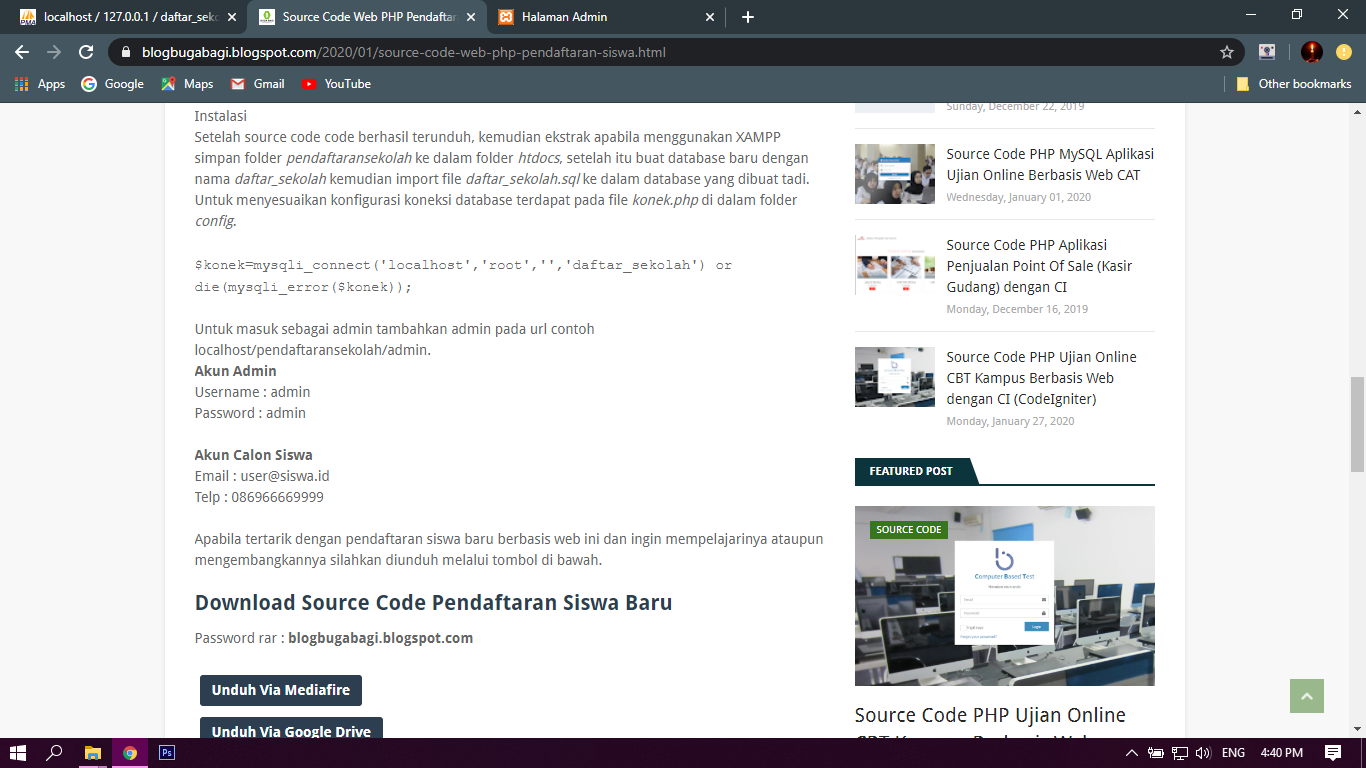 localhost / 127.0.0.1 / daftar_seko
Source Code Web PHP Pendaftar
Halaman Admin
blogbugabagi.blogspot.com/2020/01/source-code-web-php-pendaftaran-siswa.html
Apps
Google
Maps
Gmail
YouTube
Other bookmarks
Instalasi
Setelah source code code berhasil terunduh, kemudian ekstrak apabila menggunakan XAMPP
simpan folder pendaftaransekolah ke dalam folder htdocs, setelah itu buat database baru dengan
nama daftar_sekolah kemudian import file daftar_sekolah.sql ke dalam database yang dibuat tadi.
Untuk menyesuaikan konfigurasi koneksi database terdapat pada file konek.php di dalam folder
config.
$konek=mysqli_connect('localhost','root','','daftar_sekolah') or
die(mysqli_error($konek));
Untuk masuk sebagai admin tambahkan admin pada url contoh
localhost/pendaftaransekolah/admin.
Akun Admin
Username : admin
Password : admin
Akun Calon Siswa
Email : user@siswa.id
Telp : 086966669999
Apabila tertarik dengan pendaftaran siswa baru berbasis web ini dan ingin mempelajarinya ataupun
mengembangkannya silahkan diunduh melalui tombol di bawah.
Download Source Code Pendaftaran Siswa Baru
Password rar : blogbugabagi.blogspot.com
Unduh Via Mediafire
Unduh Via Google Drive
Sunday, December 22, 2019
Source Code PHP MySQL Aplikasi
Ujian Online Berbasis Web CAT
Wednesday, January 01, 2020
Source Code PHP Aplikasi
Penjualan Point Of Sale (Kasir
Gudang) dengan CI
Monday, December 16, 2019
Source Code PHP Ujian Online
CBT Kampus Berbasis Web
dengan CI (CodeIgniter)
Monday, January 27, 2020
FEATURED POST
SOURCE CODE
Computer Based Test
Login
Source Code PHP Ujian Online
CBT Kampus Berbasis Web
ENG
4:40 PM